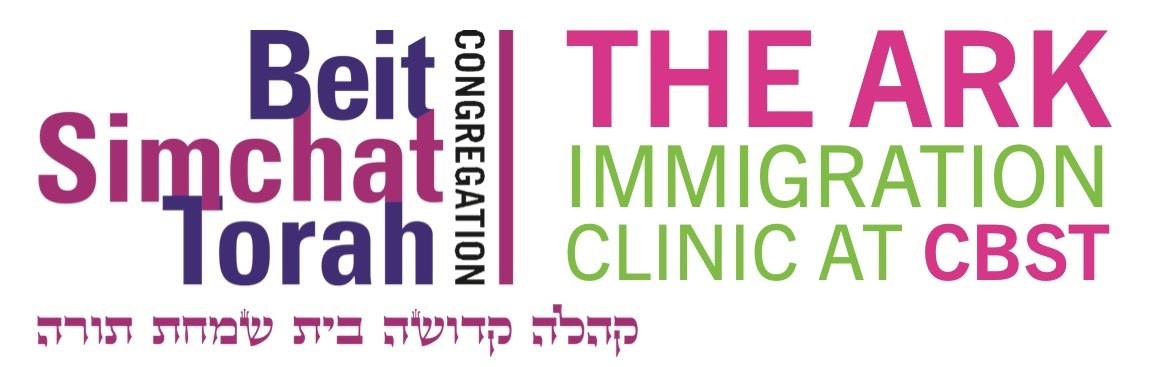 Beit
Simchat
Torah
CONGREGATION
THE ARK
IMMIGRATION
CLINIC AT CBST
קהלה קדושה בית שמחת תורה